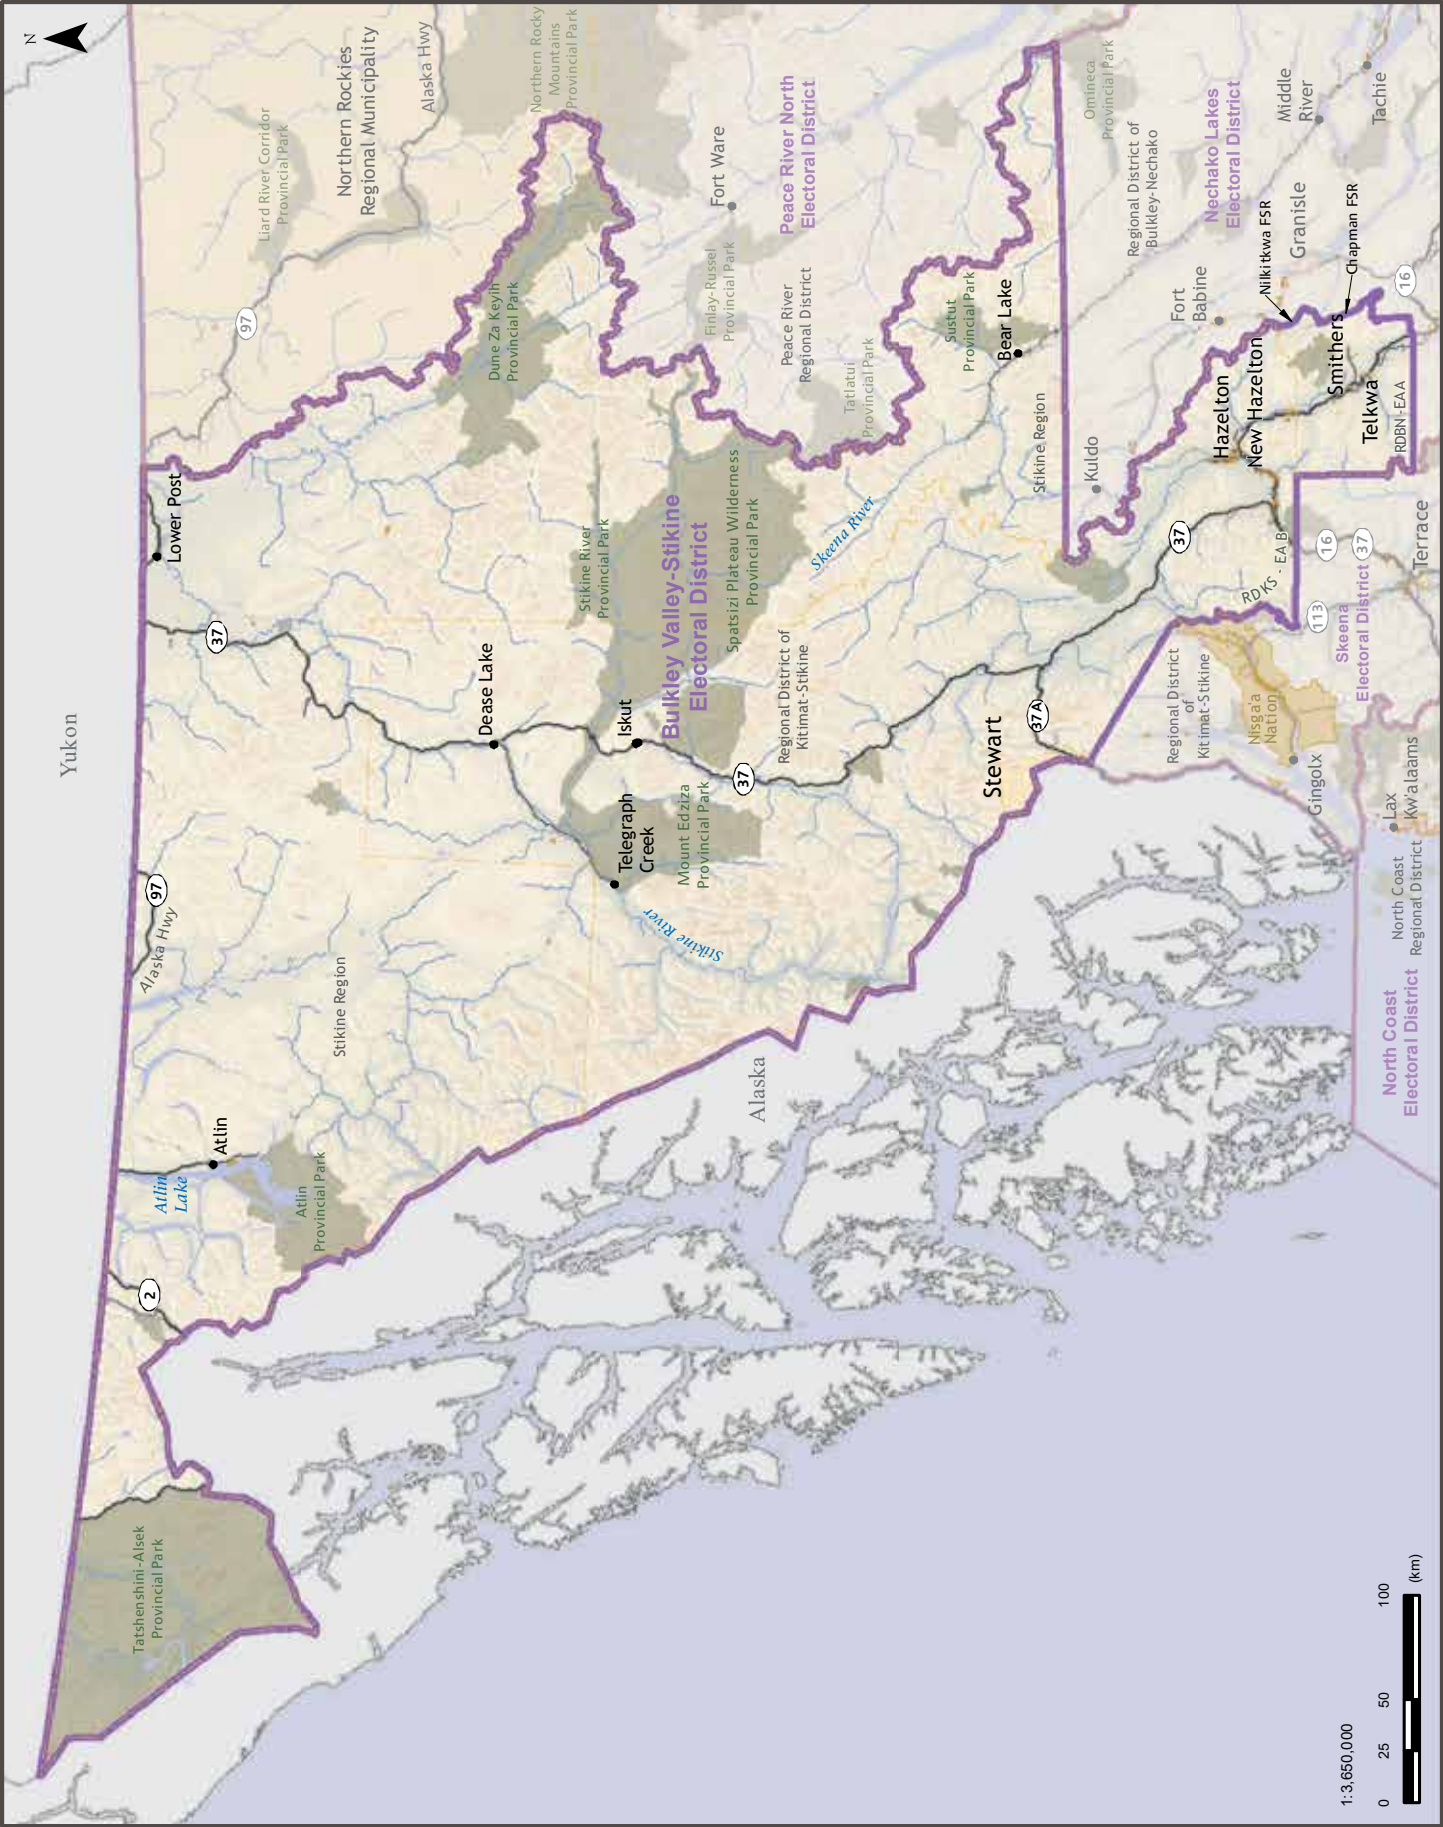 N
Yukon
Alaska
Tatshenshini-Alsek
Provincial Park
2
Atlin
Lake
Atlin
Atlin
Provincial Park
Alaska Hwy
97
Stikine Region
37
Lower Post
97
Liard River Corridor
Provincial Park
Northern Rockies
Regional Municipality
Alaska Hwy
Northern Rocky
Mountains
Provincial Park
Dune Za Keyih
Provincial Park
Dease Lake
Stikine River
Provincial Park
Telegraph
Creek
Iskut
Stikine River
Mount Edziza
Provincial Park
Bulkley Valley-Stikine
Electoral District
Spatsizi Plateau Wilderness
Provincial Park
37
Regional District of
Kitimat-Stikine
Skeena River
Finlay-Russel
Provincial Park
Fort Ware
Peace River North
Electoral District
Peace River
Regional District
Tatlatui
Provincial Park
Sustut
Provincial Park
Bear Lake
Stikine Region
Stewart
37A
Kuldo
Omineca
Provincial Park
Regional District of
Bulkley-Nechako
Regional District
of
Kitimat-Stikine
37
Fort
Babine
Nechako Lakes
Electoral District
Hazelton
New Hazelton
Nilkitkwa FSR
Granisle
Middle
River
Nisga'a
Nation
RDKS - EA B
Gingolx
113
16
37
Smithers
Chapman FSR
Tachie
Telkwa
RDBN-EA A
16
Skeena
Electoral District
Terrace
Lax
Kw'alaams
North Coast
Regional District
North Coast
Electoral District
1:3,650,000
0
25
50
100
(km)